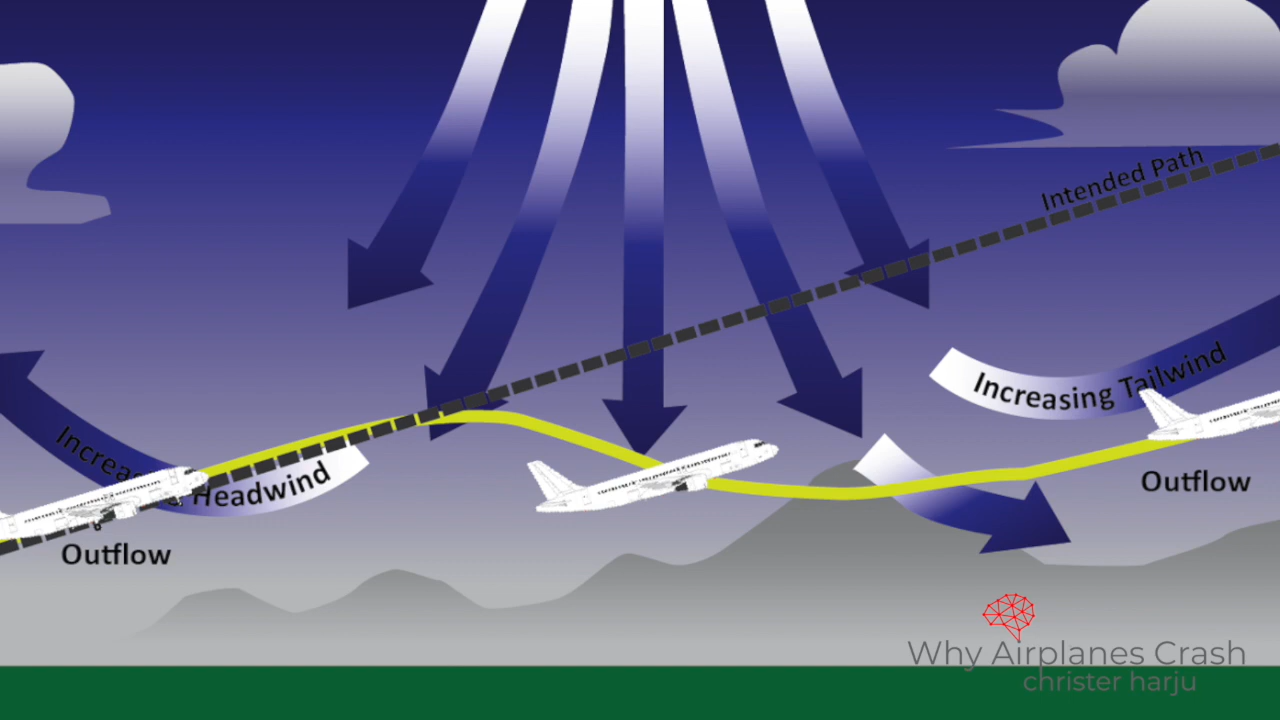 Intended Path
Increasing Tailwind
Headwind
Outflow
Outflow
Why Airplanes Crash
christer harju